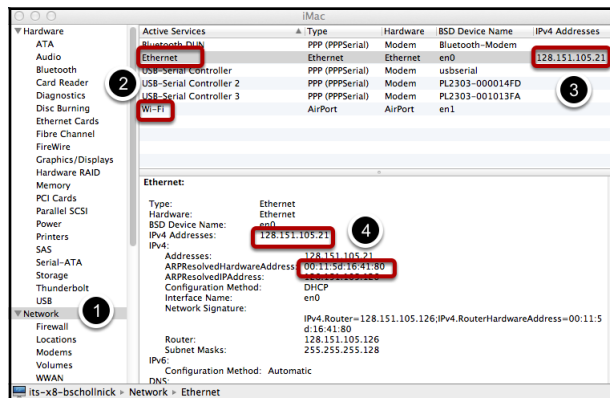 iMac
Hardware
ATA
Audio
Bluetooth
Card Reader
Diagnostics
Disc Burning
Ethernet Cards
Fibre Channel
FireWire
Graphics/Displays
Hardware RAID
Memory
PCI Cards
Parallel SCSI
Power
Printers
SAS
Serial-ATA
Storage
Thunderbolt
USB
Network
Firewall
Locations
Modems
Volumes
WWAN
1
2
3
4
Active Services Type Hardware BSD Device Name IPv4 Addresses
Bluetooth DUN PPP (PPPSerial) Modem Bluetooth-Modem
Ethernet Ethernet Ethernet en0 128.151.105.21
USB-Serial Controller PPP (PPPSerial) Modem usbserial
USB-Serial Controller 2 PPP (PPPSerial) Modem PL2303-000014FD
USB-Serial Controller 3 PPP (PPPSerial) Modem PL2303-001013FA
Wi-Fi AirPort AirPort en1
Ethernet:
Type: Ethernet
Hardware: Ethernet
BSD Device Name: en0
IPv4 Addresses: 128.151.105.21
IPv4:
Addresses: 128.151.105.21
ARPResolvedHardwareAddress: 00:11:5d:16:41:80
ARPResolvedIPAddress:
Configuration Method: DHCP
Interface Name: en0
Network Signature:
IPv4.Router=128.151.105.126;IPv4.RouterHardwareAddress=00:11:5
d:16:41:80
Router: 128.151.105.126
Subnet Masks: 255.255.255.128
IPv6:
Configuration Method: Automatic
DNS:
its-x8-bschollnick Network Ethernet